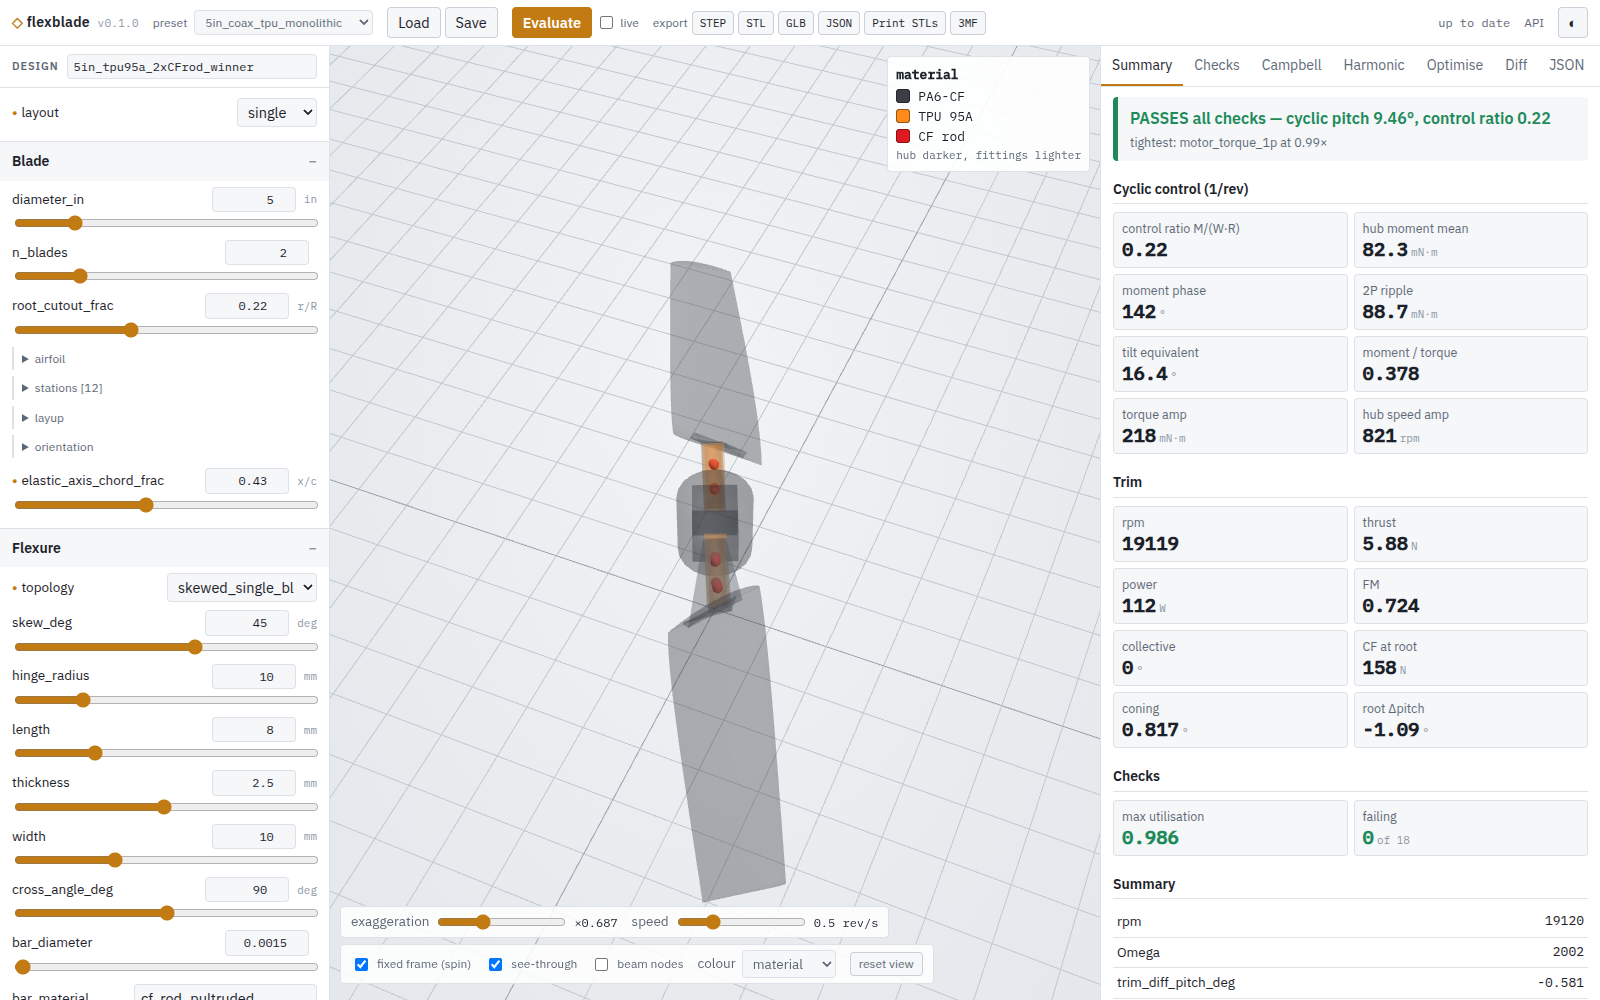 ◇ flexblade v0.1.0 preset 5in_coax_tpu_monolithic Load Save Evaluate live export STEP STL GLB JSON Print STLs 3MF up to date API
DESIGN 5in_tpu95a_2xCFrod_winner
• layout single
Blade −
diameter_in 5 in
n_blades 2
root_cutout_frac 0.22 r/R
▶ airfoil
▶ stations [12]
▶ layup
▶ orientation
• elastic_axis_chord_frac 0.43 x/c
Flexure −
• topology skewed_single_bl
skew_deg 45 deg
hinge_radius 10 mm
length 8 mm
thickness 2.5 mm
width 10 mm
cross_angle_deg 90 deg
bar_diameter 0.0015
bar_material cf_rod_pultruded
material
PA6-CF
TPU 95A
CF rod
hub darker, fittings lighter
exaggeration ×0.687 speed 0.5 rev/s
fixed frame (spin) see-through beam nodes colour material reset view
Summary Checks Campbell Harmonic Optimise Diff JSON
PASSES all checks — cyclic pitch 9.46°, control ratio 0.22
tightest: motor_torque_1p at 0.99×
Cyclic control (1/rev)
control ratio M/(W·R) hub moment mean
0.22 82.3 mN·m
moment phase 2P ripple
142 ° 88.7 mN·m
tilt equivalent moment / torque
16.4 ° 0.378
torque amp hub speed amp
218 mN·m 821 rpm
Trim
rpm thrust
19119 5.88 N
power FM
112 W 0.724
collective CF at root
0 ° 158 N
coning root Δpitch
0.817 ° -1.09 °
Checks
max utilisation failing
0.986 0 of 18
Summary
rpm 19120
Omega 2002
trim_diff_pitch_deg -0.581